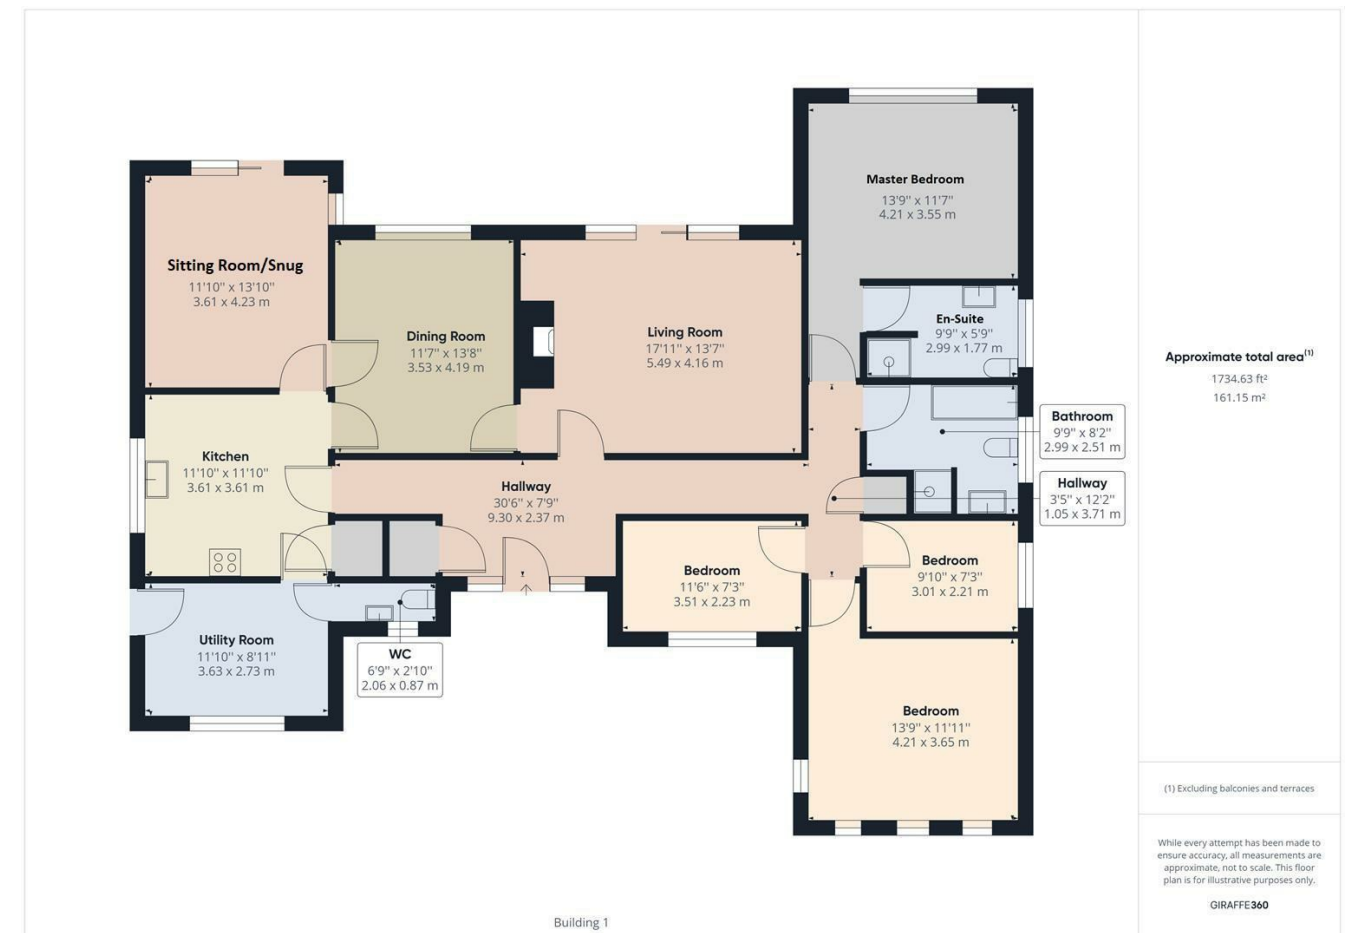 Master Bedroom
13'9" x 11'7"
4.21 x 3.55 m
Sitting Room/Snug
11'10" x 13'10"
3.61 x 4.23 m
Dining Room
11'7" x 13'8"
3.53 x 4.19 m
Living Room
17'11" x 13'7"
5.49 x 4.16 m
En-Suite
9'9" x 5'9"
2.99 x 1.77 m
Bathroom
9'9" x 8'2"
2.99 x 2.51 m
Kitchen
11'10" x 11'10"
3.61 x 3.61 m
Hallway
30'6" x 7'9"
9.30 x 2.37 m
Hallway
3'5" x 12'2"
1.05 x 3.71 m
Bedroom
11'6" x 7'3"
3.51 x 2.23 m
Bedroom
9'10" x 7'3"
3.01 x 2.21 m
Utility Room
11'10" x 8'11"
3.63 x 2.73 m
WC
6'9" x 2'10"
2.06 x 0.87 m
Bedroom
13'9" x 11'11"
4.21 x 3.65 m
Building 1
Approximate total area(1)
1734.63 ft²
161.15 m²
(1) Excluding balconies and terraces
While every attempt has been made to
ensure accuracy, all measurements are
approximate, not to scale. This floor
plan is for illustrative purposes only.
GIRAFFE360